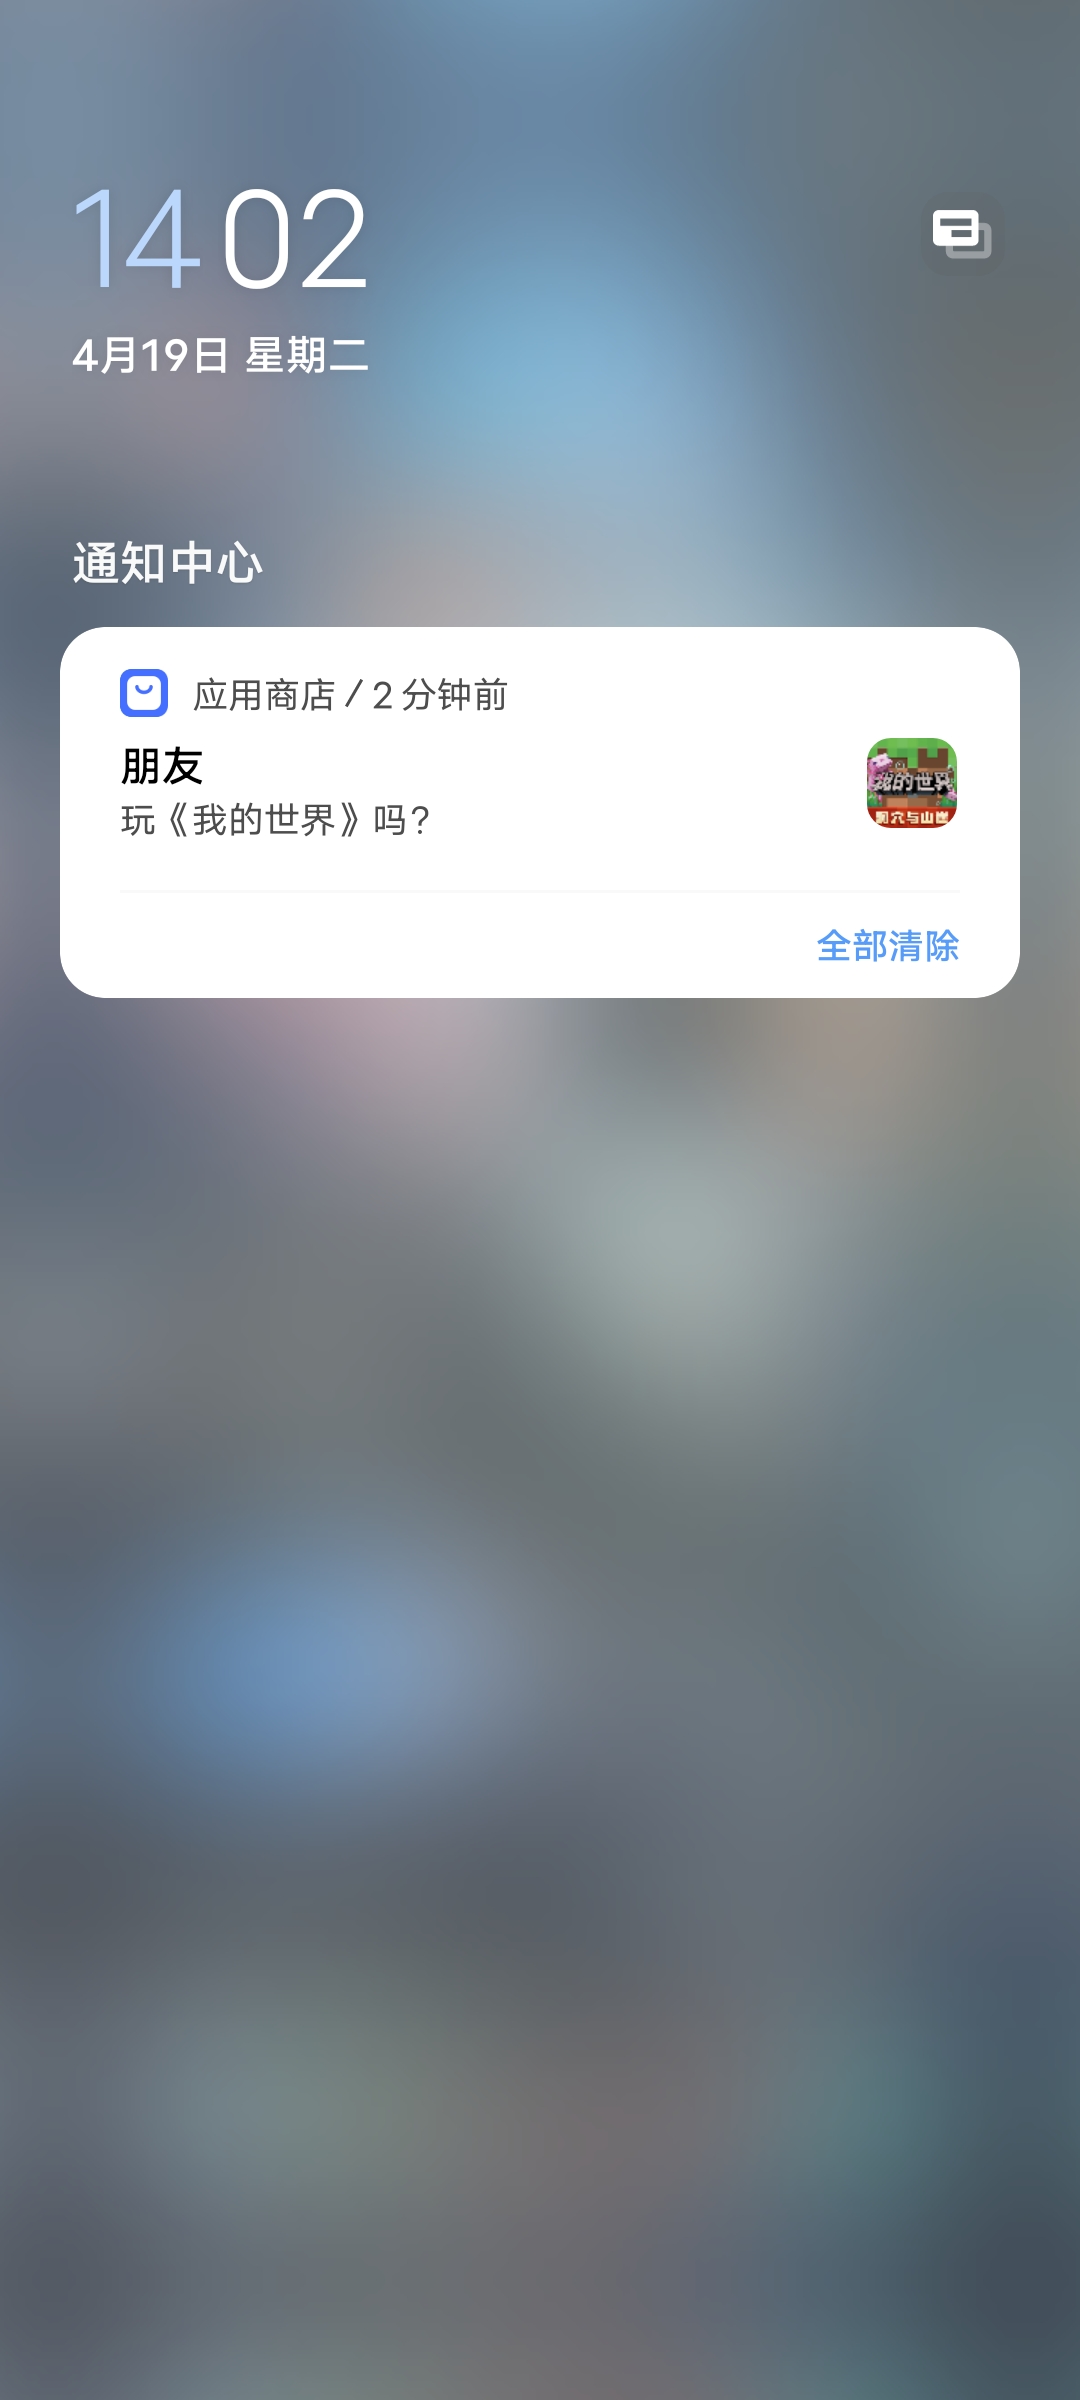 14 02
4月19日 星期二
通知中心
应用商店 / 2 分钟前
朋友
玩《我的世界》吗?
我的世界
洞穴与山崖
全部清除